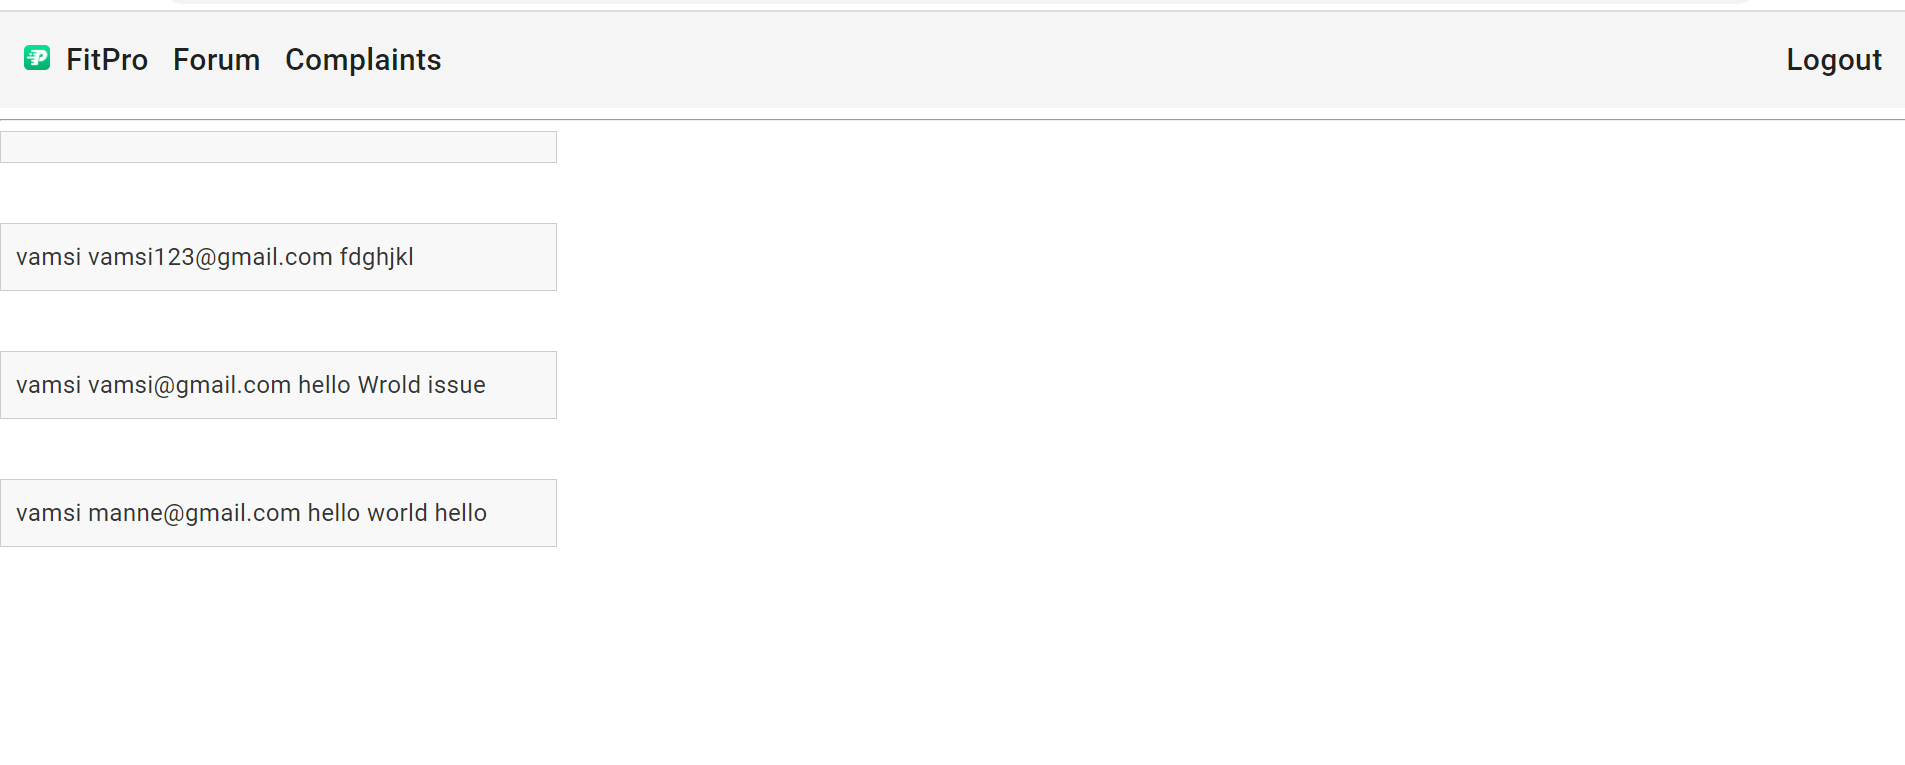 FitPro Forum Complaints Logout
vamsi vamsi123@gmail.com fdghjkl
vamsi vamsi@gmail.com hello Wrold issue
vamsi manne@gmail.com hello world hello